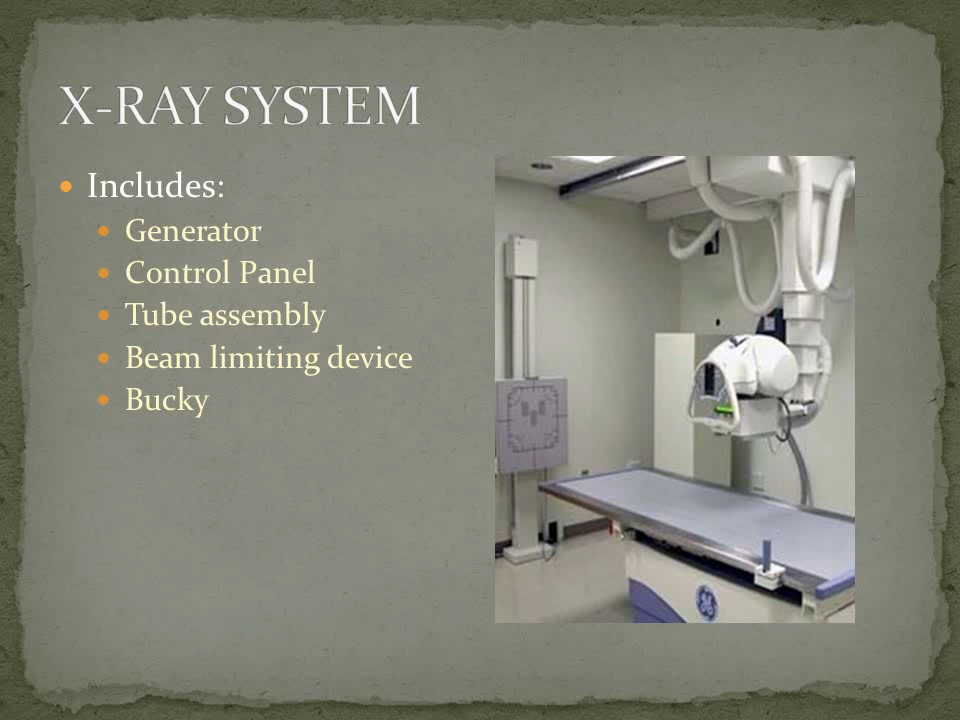 X-RAY SYSTEM
Includes:
Generator
Control Panel
Tube assembly
Beam limiting device
Bucky